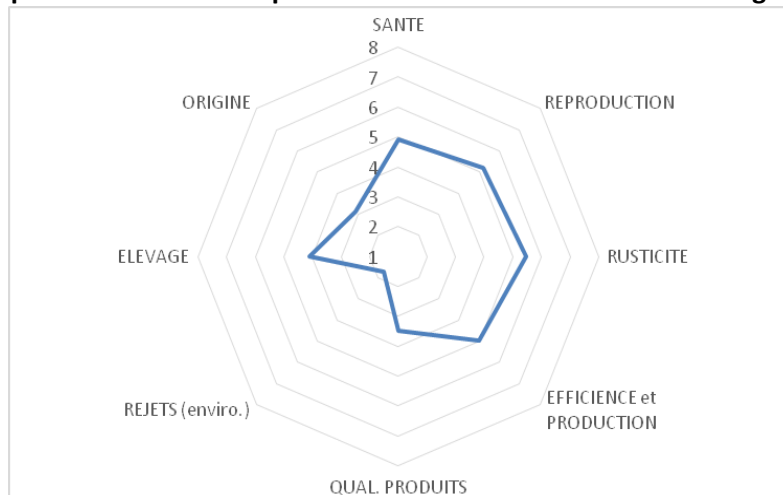 SANTE
8
7
ORIGINE
REPRODUCTION
6
5
4
3
2
ELEVAGE
1
RUSTICITE
REJETS (enviro.)
EFFICIENCE et
PRODUCTION
QUAL. PRODUITS